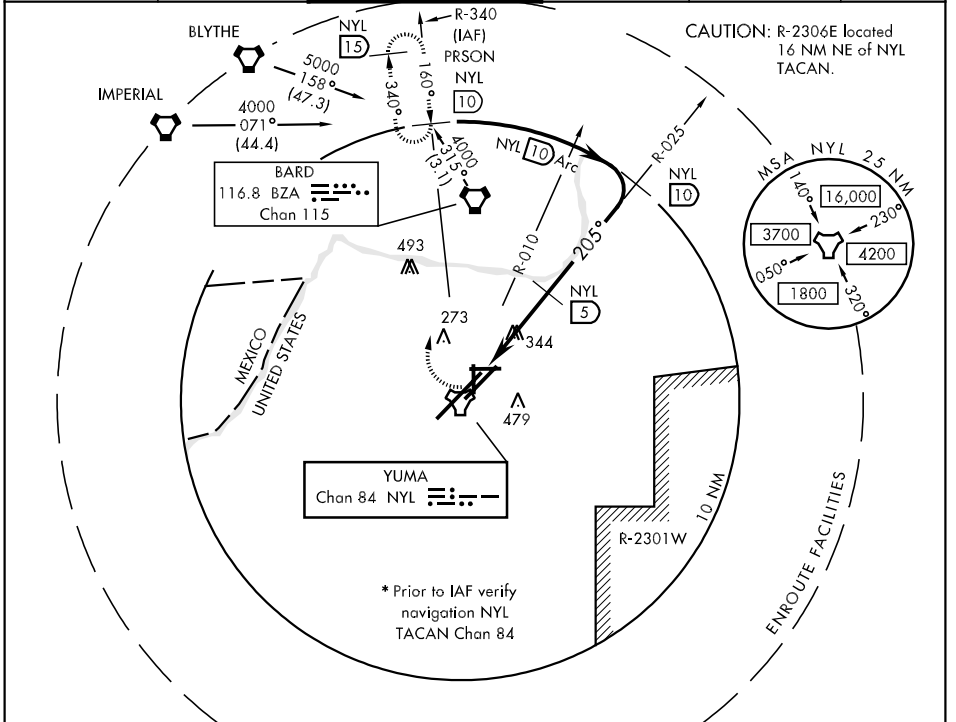 BLYTHE
5000
158°
(47.3)
IMPERIAL
4000
071°
(44.4)
NYL
15
R-340
(IAF)
PRSON
NYL
10
340°
160°
4000
315°
(3.1)
CAUTION: R-2306E located
16 NM NE of NYL
TACAN.
BARD
116.8 BZA
Chan 115
NYL 10 Arc
R-025
NYL
10
R-010
205°
NYL
5
MSA NYL 25 NM
140°
16,000
230°
3700
4200
050°
1800
320°
493
273
344
479
MEXICO
UNITED STATES
YUMA
Chan 84 NYL
R-2301W
10 NM
ENROUTE FACILITIES
* Prior to IAF verify
navigation NYL
TACAN Chan 84